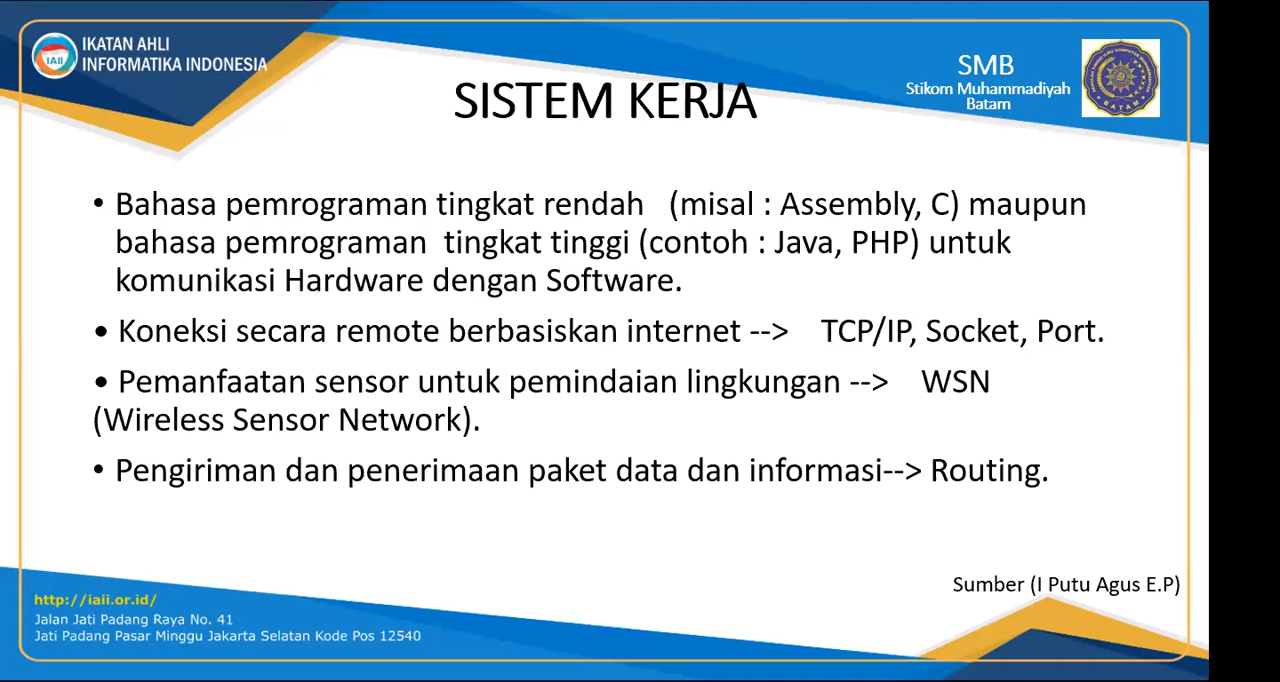 IKATAN AHLI
INFORMATIKA INDONESIA
IAII
SMB
Stikom Muhammadiyah
Batam
BATAM
SISTEM KERJA
• Bahasa pemrograman tingkat rendah (misal : Assembly, C) maupun
bahasa pemrograman tingkat tinggi (contoh : Java, PHP) untuk
komunikasi Hardware dengan Software.
• Koneksi secara remote berbasiskan internet --> TCP/IP, Socket, Port.
• Pemanfaatan sensor untuk pemindaian lingkungan --> WSN
(Wireless Sensor Network).
• Pengiriman dan penerimaan paket data dan informasi--> Routing.
Sumber (I Putu Agus E.P)
http://iaii.or.id/
Jalan Jati Padang Raya No. 41
Jati Padang Pasar Minggu Jakarta Selatan Kode Pos 12540